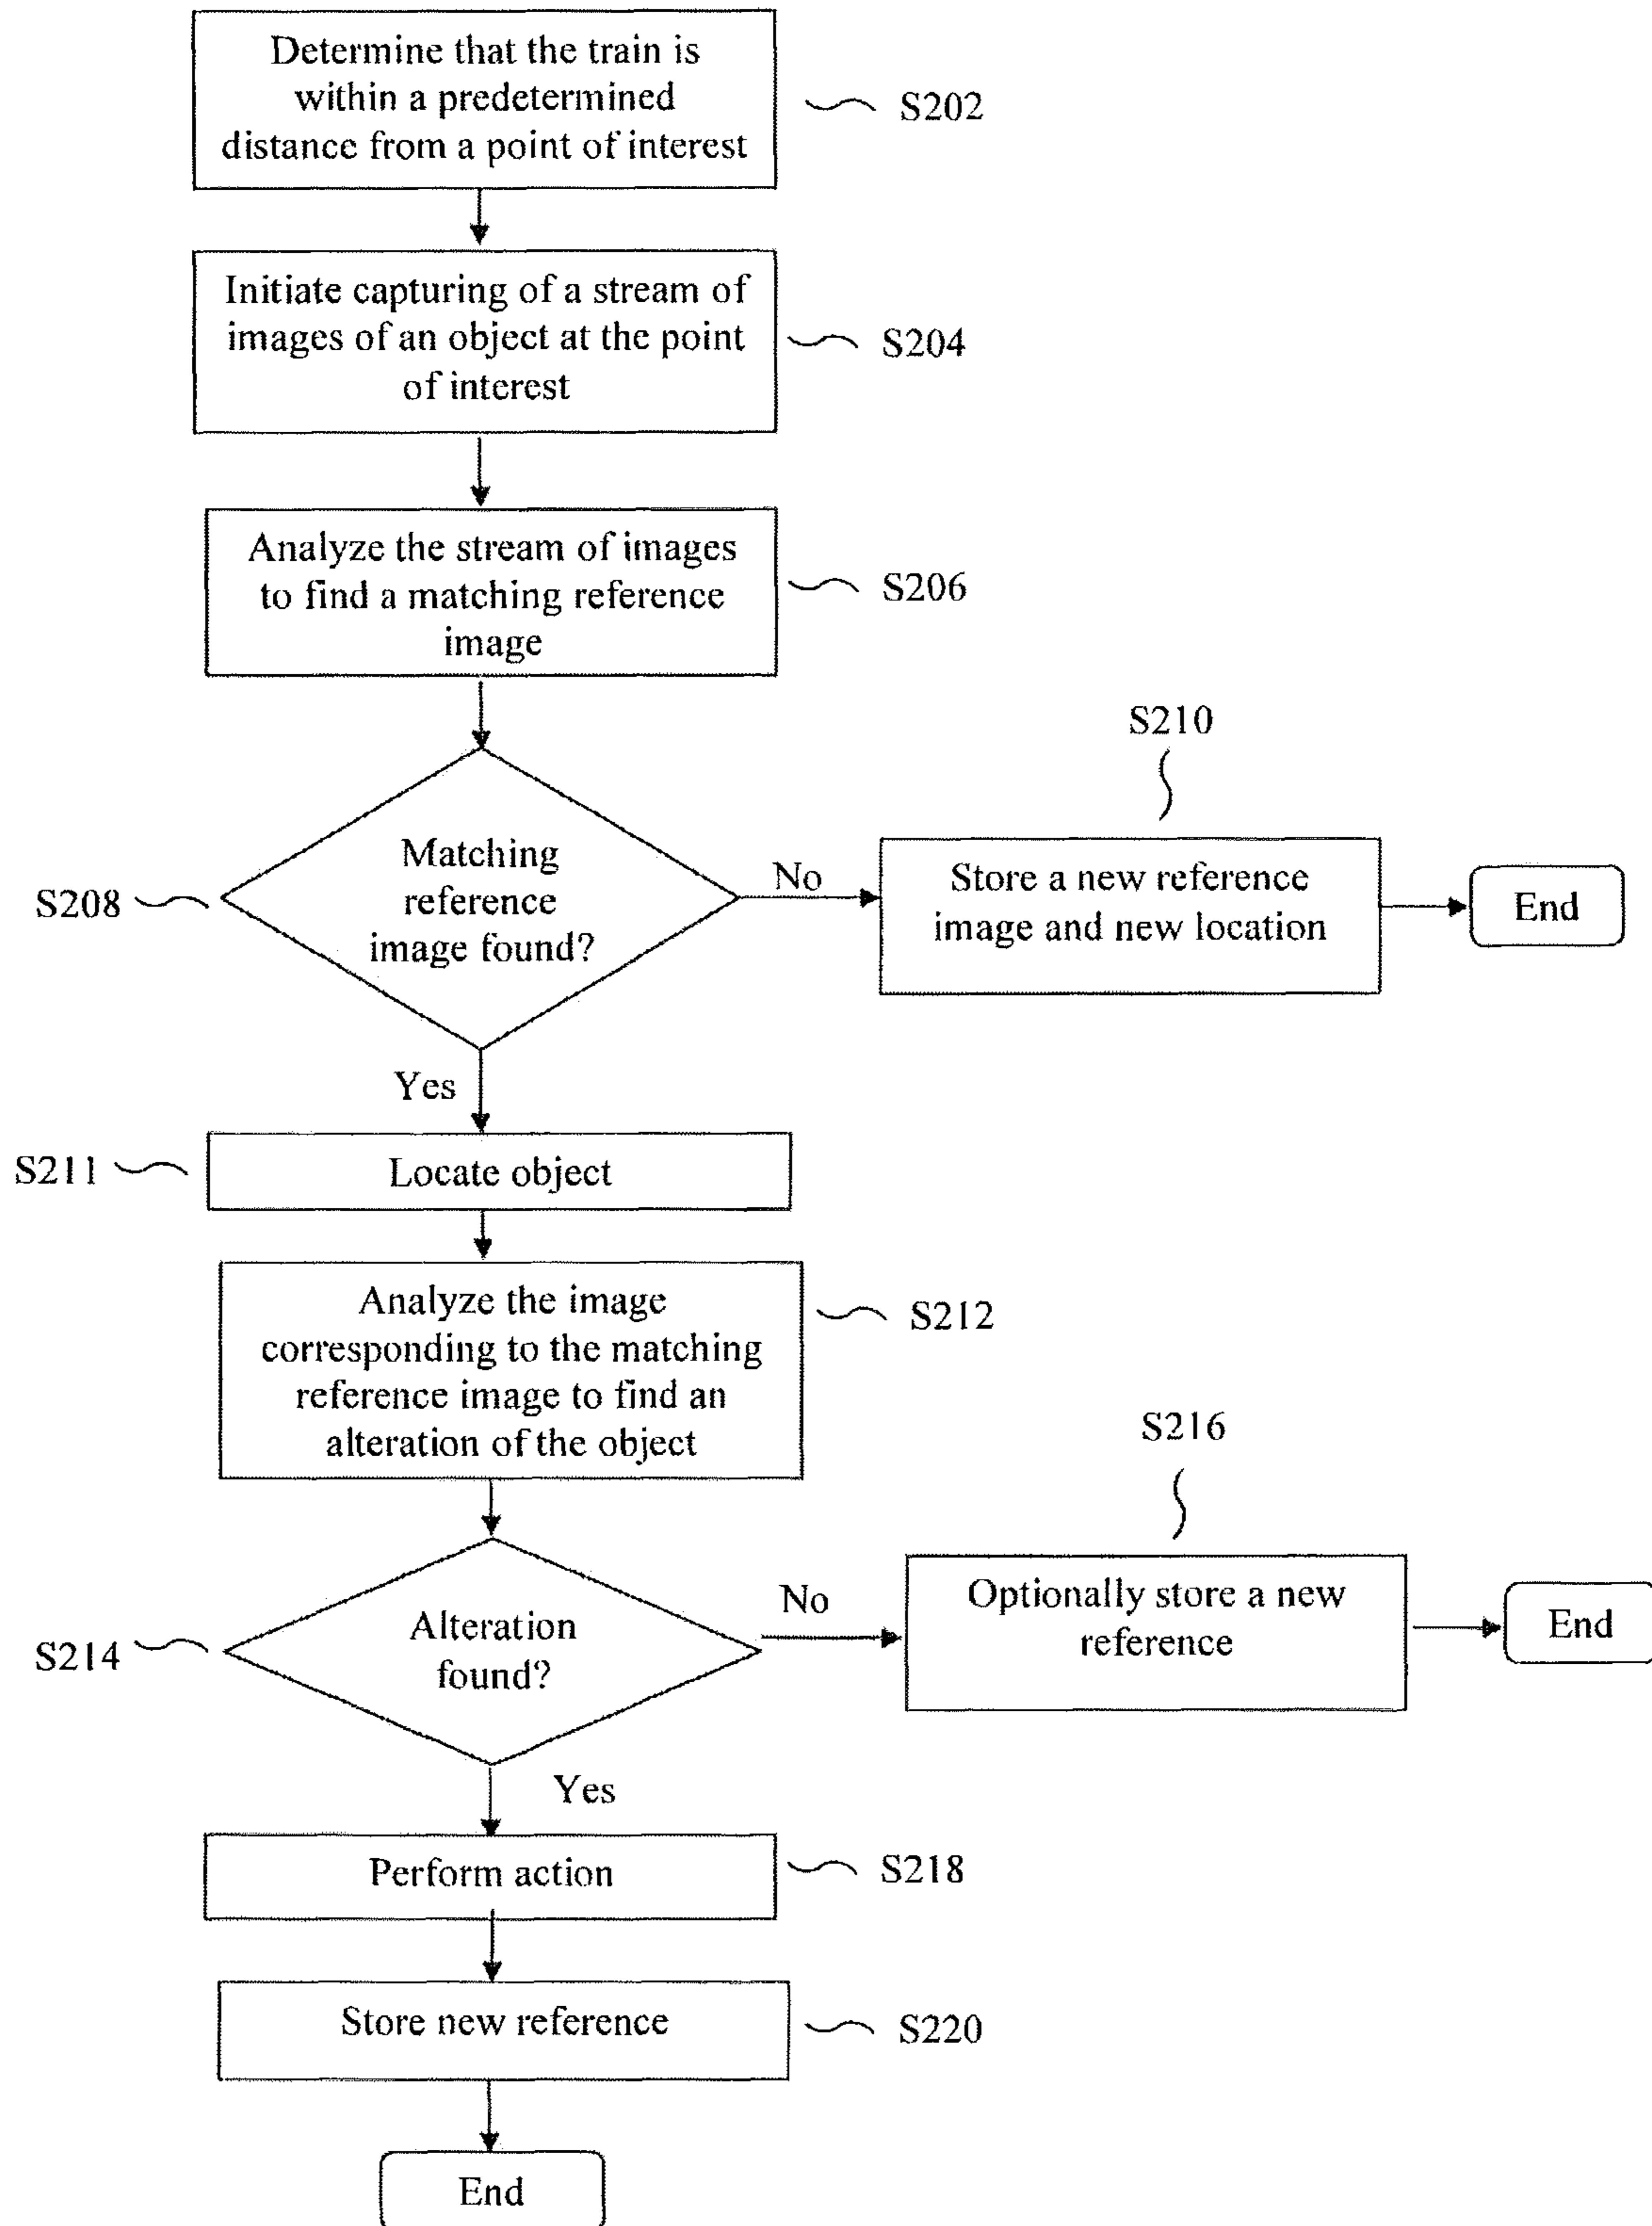 Determine that the train is
within a predetermined
distance from a point of interest
S202
Initiate capturing of a stream of
images of an object at the point
of interest
S204
Analyze the stream of images
to find a matching reference
image
S206
S210
Matching
reference
image found?
S208
No
Store a new reference
image and new location
End
Yes
S211
Locate object
Analyze the image
corresponding to the matching
reference image to find an
alteration of the object
S212
S216
Alteration
found?
S214
No
Optionally store a new
reference
End
Yes
Perform action
S218
Store new reference
S220
End